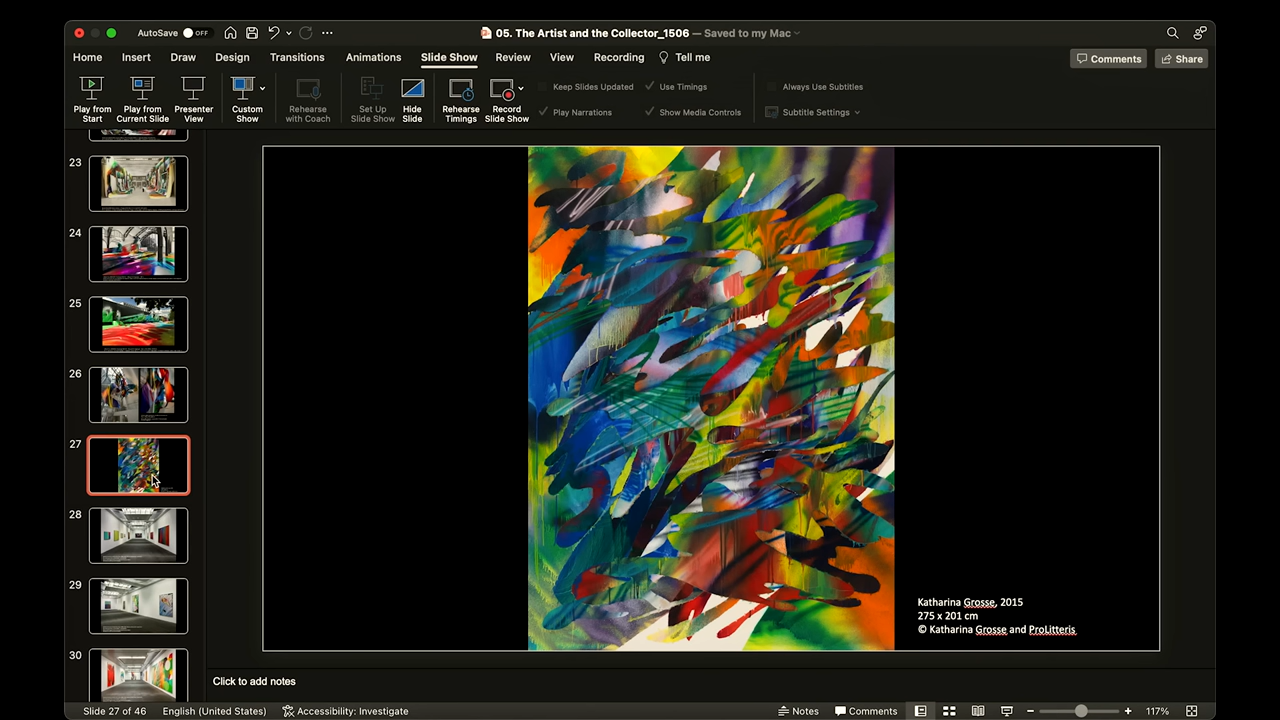 AutoSave OFF
05. The Artist and the Collector_1506 — Saved to my Mac
Home Insert Draw Design Transitions Animations Slide Show Review View Recording Tell me
Comments Share
Play from Start
Play from Current Slide
Presenter View
Custom Show
Rehearse with Coach
Set Up Slide Show
Hide Slide
Rehearse Timings
Record Slide Show
Keep Slides Updated
Use Timings
Play Narrations
Show Media Controls
Always Use Subtitles
Subtitle Settings
23
24
25
26
27
28
29
30
Katharina Grosse, 2015
275 x 201 cm
© Katharina Grosse and ProLitteris
Click to add notes
Slide 27 of 46 English (United States) Accessibility: Investigate Notes Comments 117%